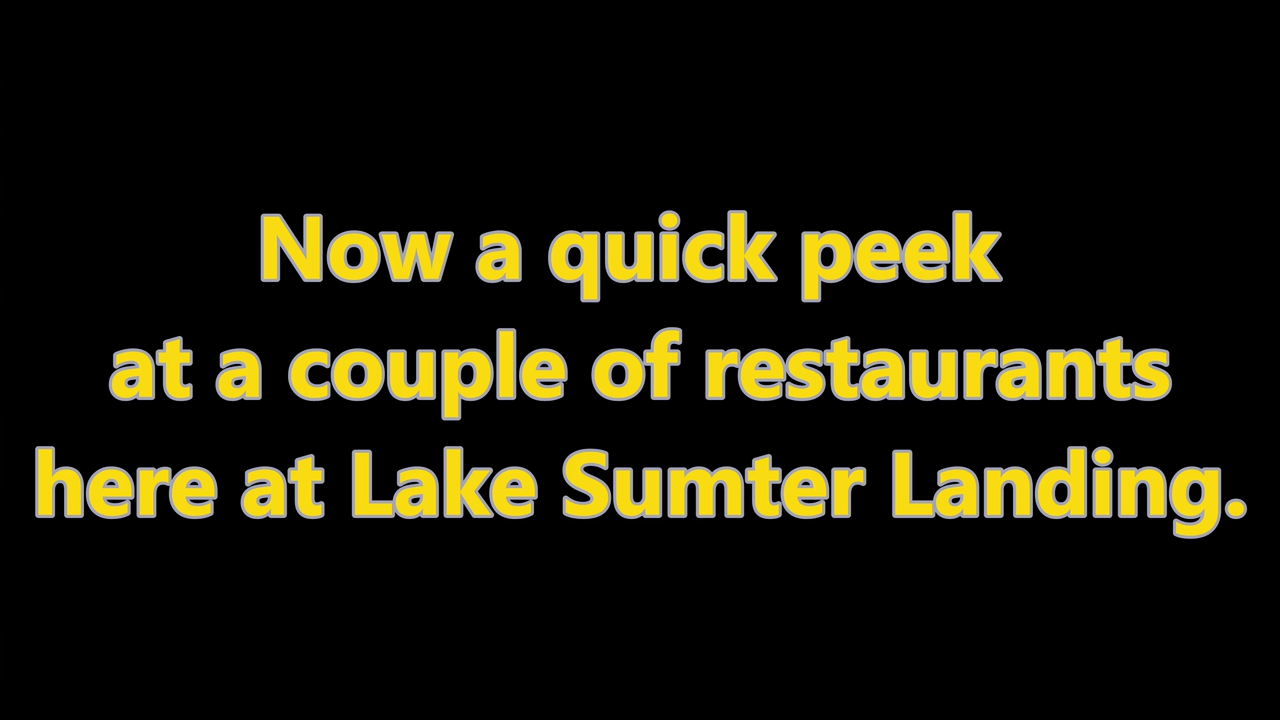 Now a quick peek
at a couple of restaurants
here at Lake Sumter Landing.